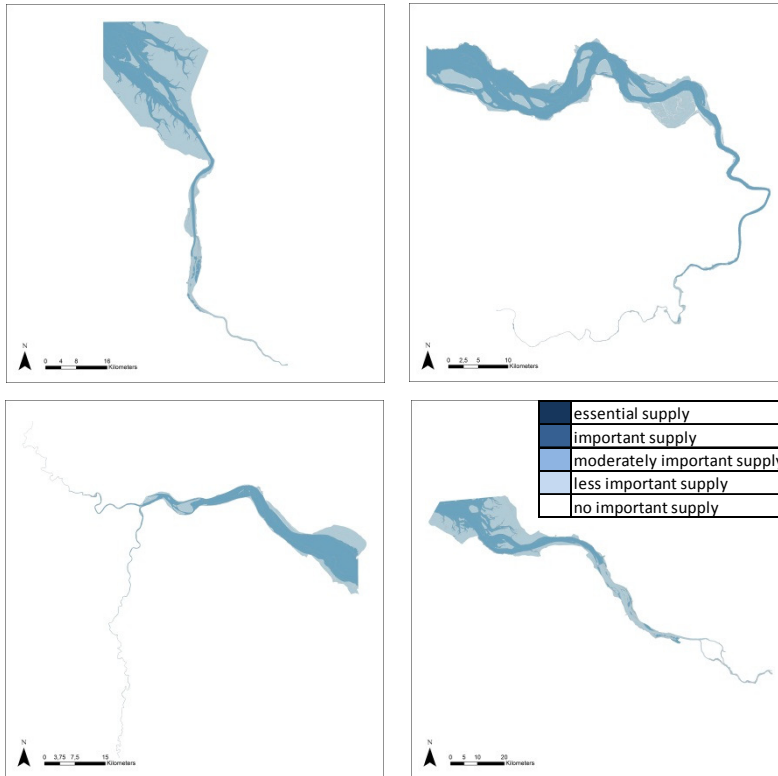 N
0 4 8 16
Kilometers
N
0 2,5 5 10
Kilometers
essential supply
important supply
moderately important supply
less important supply
no important supply
N
0 3,75 7,5 15
Kilometers
N
0 5 10 20
Kilometers